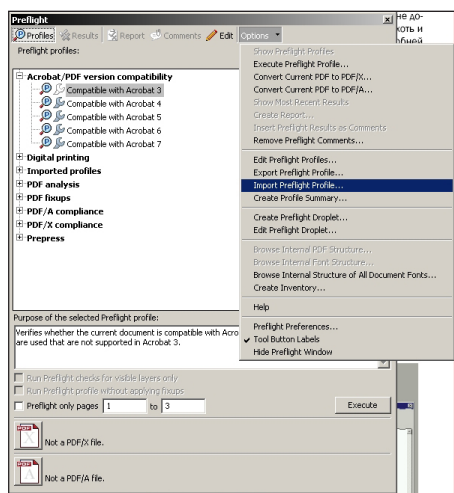 Preflight
Profiles Results Report Comments Edit Options
Preflight profiles:
Acrobat/PDF version compatibility
Compatible with Acrobat 3
Compatible with Acrobat 4
Compatible with Acrobat 5
Compatible with Acrobat 6
Compatible with Acrobat 7
Digital printing
Imported profiles
PDF analysis
PDF fixups
PDF/A compliance
PDF/X compliance
Prepress
Show Preflight Profiles
Execute Preflight Profile...
Convert Current PDF to PDF/X...
Convert Current PDF to PDF/A...
Show Most Recent Results
Create Report...
Insert Preflight Results as Comments
Remove Preflight Comments...
Edit Preflight Profiles...
Export Preflight Profile...
Import Preflight Profile...
Create Profile Summary...
Create Preflight Droplet...
Edit Preflight Droplet...
Browse Internal PDF Structure...
Browse Internal Font Structure...
Browse Internal Structure of All Document Fonts...
Create Inventory...
Help
Preflight Preferences...
Tool Button Labels
Hide Preflight Window
Purpose of the selected Preflight profile:
Verifies whether the current document is compatible with Acro
are used that are not supported in Acrobat 3.
Run Preflight checks for visible layers only
Run Preflight profile without applying fixups
Preflight only pages 1 to 3 Execute
Not a PDF/X file.
Not a PDF/A file.
не до-